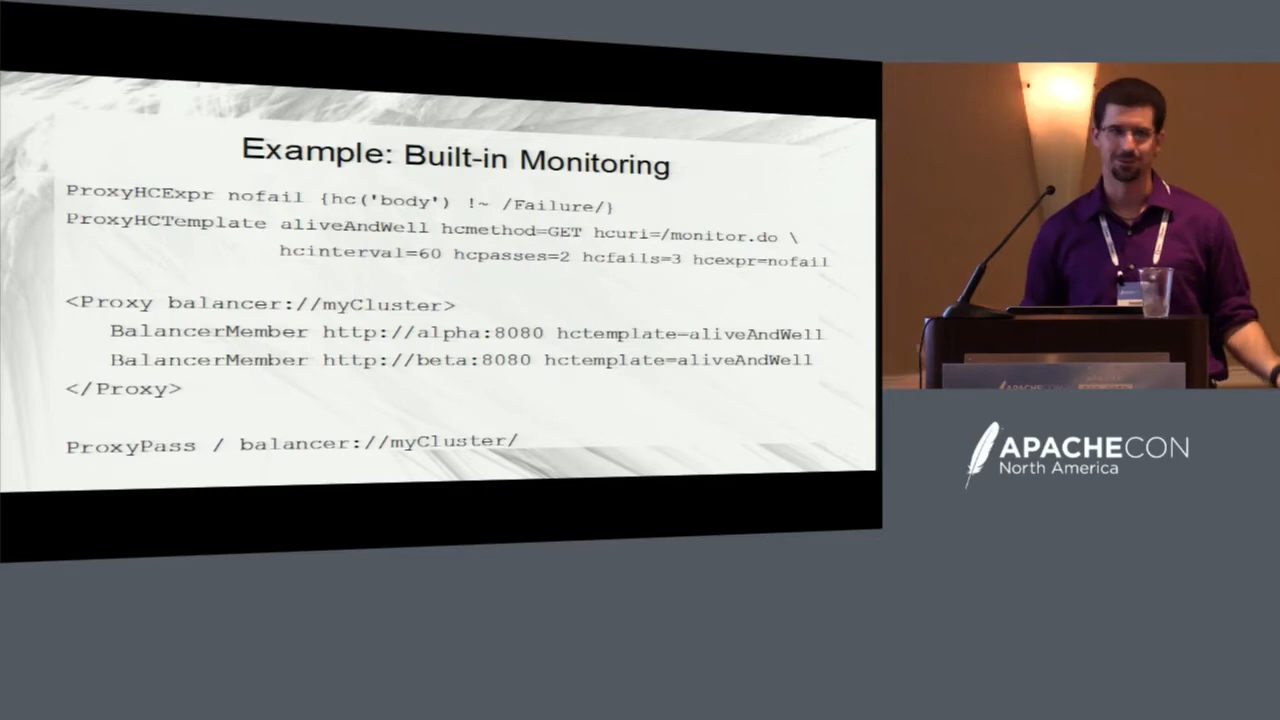 Example: Built-in Monitoring
ProxyHCExpr nofail {hc('body') !~ /Failure/}
ProxyHCTemplate aliveAndWell hcmethod=GET hcuri=/monitor.do \
hcinterval=60 hcpasses=2 hcfails=3 hcexpr=nofail
<Proxy balancer://myCluster>
BalancerMember http://alpha:8080 hctemplate=aliveAndWell
BalancerMember http://beta:8080 hctemplate=aliveAndWell
</Proxy>
ProxyPass / balancer://myCluster/
APACHECON
North America